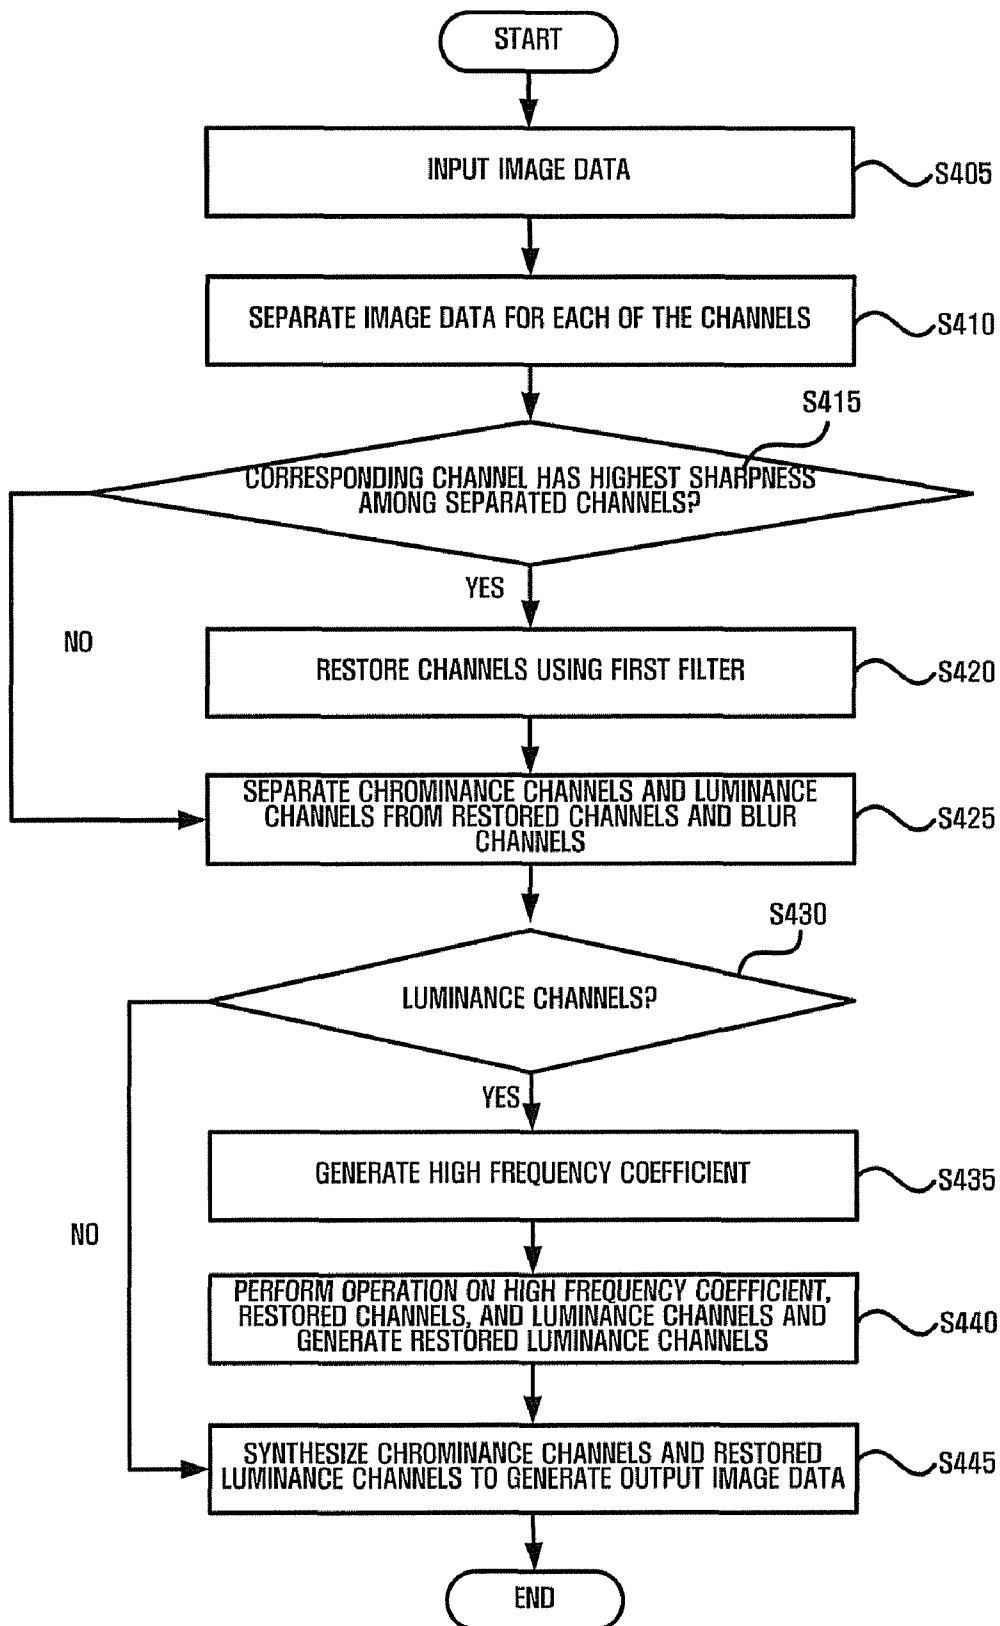 START
INPUT IMAGE DATA
S405
SEPARATE IMAGE DATA FOR EACH OF THE CHANNELS
S410
S415
CORRESPONDING CHANNEL HAS HIGHEST SHARPNESS
AMONG SEPARATED CHANNELS?
YES
NO
RESTORE CHANNELS USING FIRST FILTER
S420
SEPARATE CHROMINANCE CHANNELS AND LUMINANCE
CHANNELS FROM RESTORED CHANNELS AND BLUR
CHANNELS
S425
S430
LUMINANCE CHANNELS?
YES
GENERATE HIGH FREQUENCY COEFFICIENT
S435
NO
PERFORM OPERATION ON HIGH FREQUENCY COEFFICIENT,
RESTORED CHANNELS, AND LUMINANCE CHANNELS AND
GENERATE RESTORED LUMINANCE CHANNELS
S440
SYNTHESIZE CHROMINANCE CHANNELS AND RESTORED
LUMINANCE CHANNELS TO GENERATE OUTPUT IMAGE DATA
S445
END